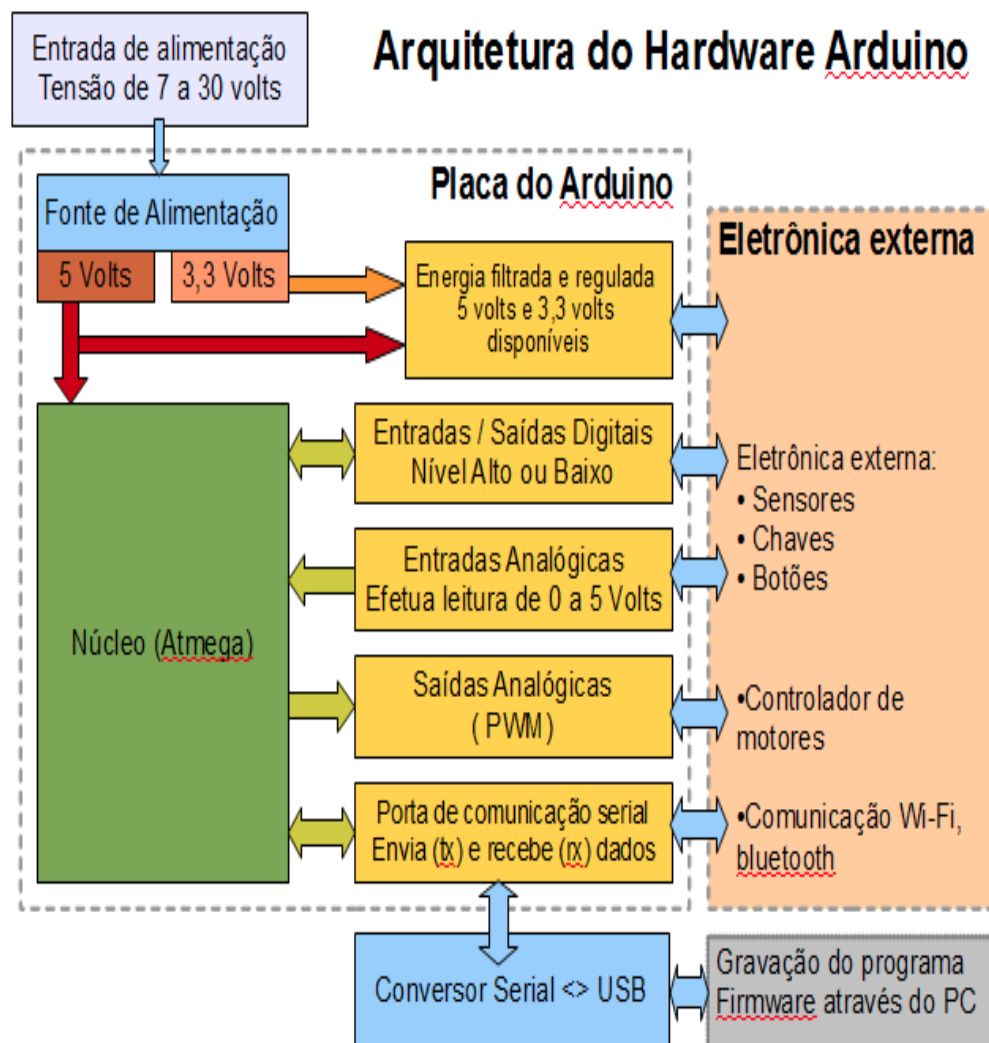 Entrada de alimentação
Tensão de 7 a 30 volts
Arquitetura do Hardware Arduino
Placa do Arduino
Fonte de Alimentação
5 Volts
3,3 Volts
Energia filtrada e regulada
5 volts e 3,3 volts
disponíveis
Eletrônica externa
Núcleo (Atmega)
Entradas / Saídas Digitais
Nível Alto ou Baixo
Entradas Analógicas
Efetua leitura de 0 a 5 Volts
Saídas Analógicas
( PWM)
Porta de comunicação serial
Envia (tx) e recebe (rx) dados
Eletrônica externa:
• Sensores
• Chaves
• Botões
•Controlador de
motores
•Comunicação Wi-Fi,
bluetooth
Conversor Serial <> USB
Gravação do programa
Firmware através do PC